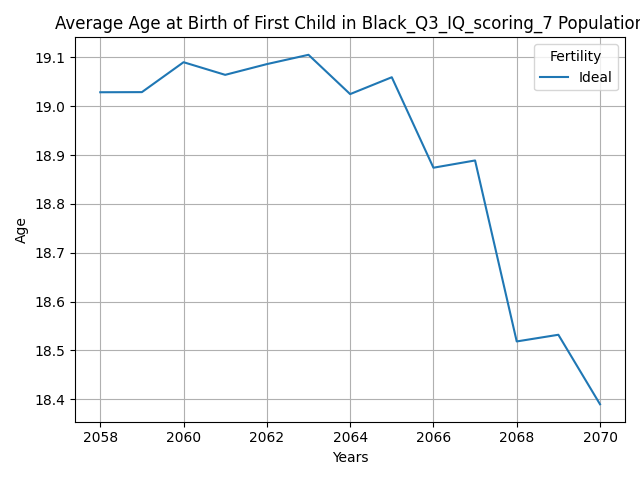 Average Age at Birth of First Child in Black_Q3_IQ_scoring_7 Population
Fertility
Ideal
19.1
19.0
18.9
18.8
18.7
18.6
18.5
18.4
Age
2058 2060 2062 2064 2066 2068 2070
Years